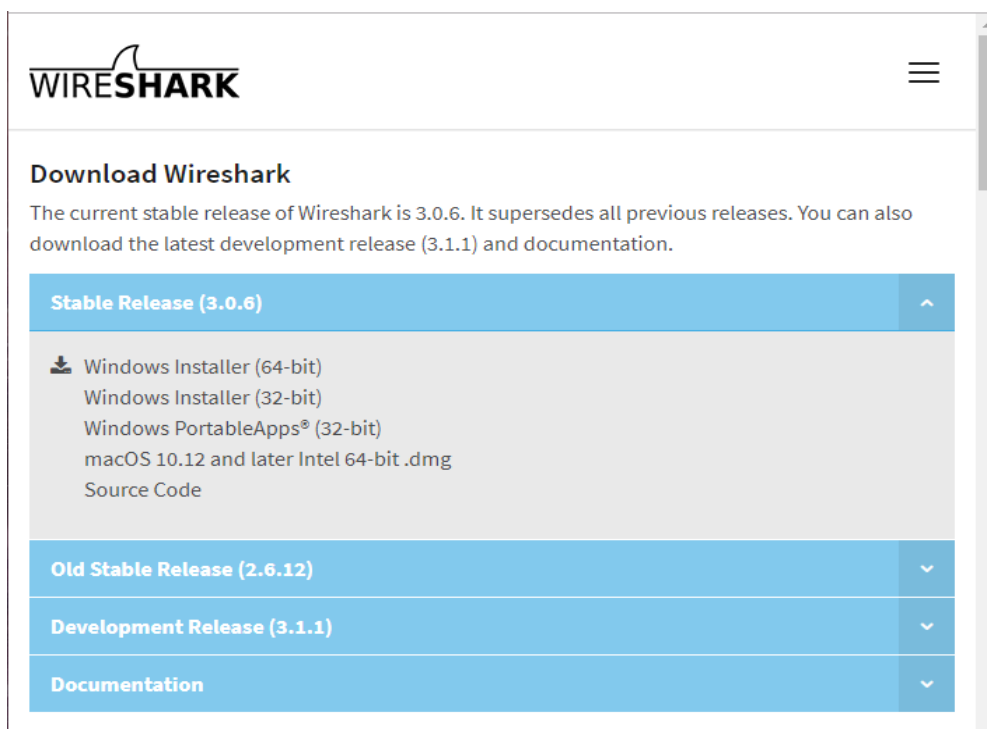 WIRESHARK
Download Wireshark
The current stable release of Wireshark is 3.0.6. It supersedes all previous releases. You can also
download the latest development release (3.1.1) and documentation.
Stable Release (3.0.6)
Windows Installer (64-bit)
Windows Installer (32-bit)
Windows PortableApps® (32-bit)
macOS 10.12 and later Intel 64-bit .dmg
Source Code
Old Stable Release (2.6.12)
Development Release (3.1.1)
Documentation